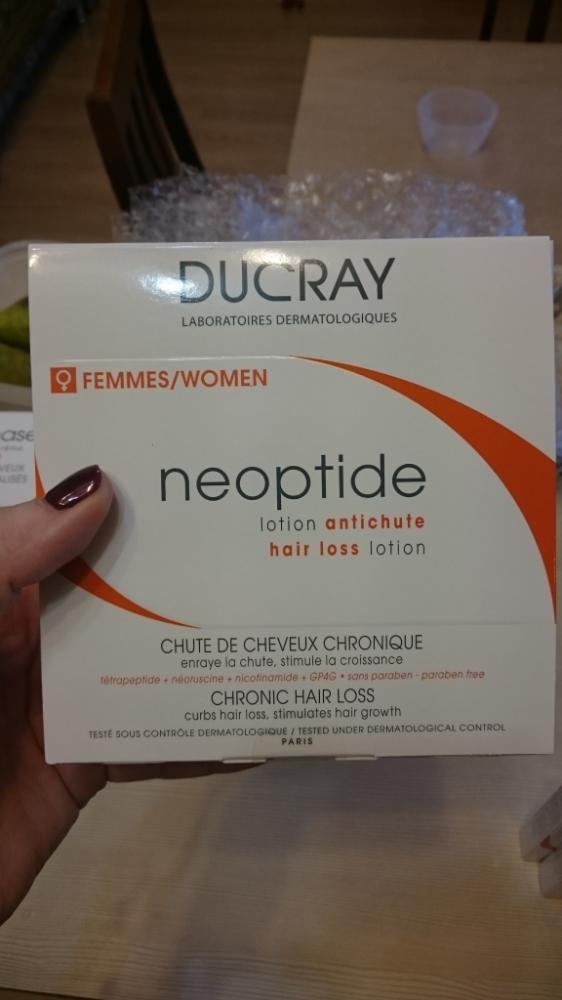 DUCRAY
LABORATOIRES DERMATOLOGIQUES
FEMMES/WOMEN
neoptide
lotion antichute
hair loss lotion
CHUTE DE CHEVEUX CHRONIQUE
enraye la chute, stimule la croissance
tétrapeptide + néoruscine + nicotinamide + GP4G • sans paraben - paraben free
CHRONIC HAIR LOSS
curbs hair loss, stimulates hair growth
TESTÉ SOUS CONTRÔLE DERMATOLOGIQUE / TESTED UNDER DERMATOLOGICAL CONTROL
PARIS